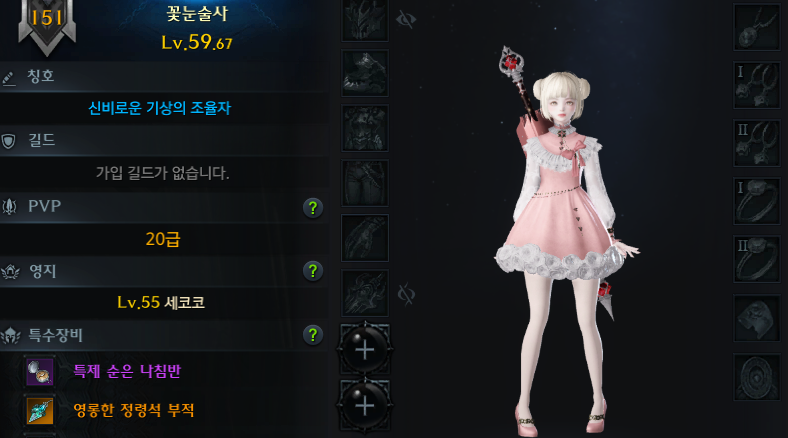 151
꽃눈술사
Lv.59.67
칭호
신비로운 기상의 조율자
길드
가입 길드가 없습니다.
PVP
?
20급
영지
?
Lv.55 세코코
특수장비
?
특제 순은 나침반
영롱한 정령석 부적
I
II
I
II